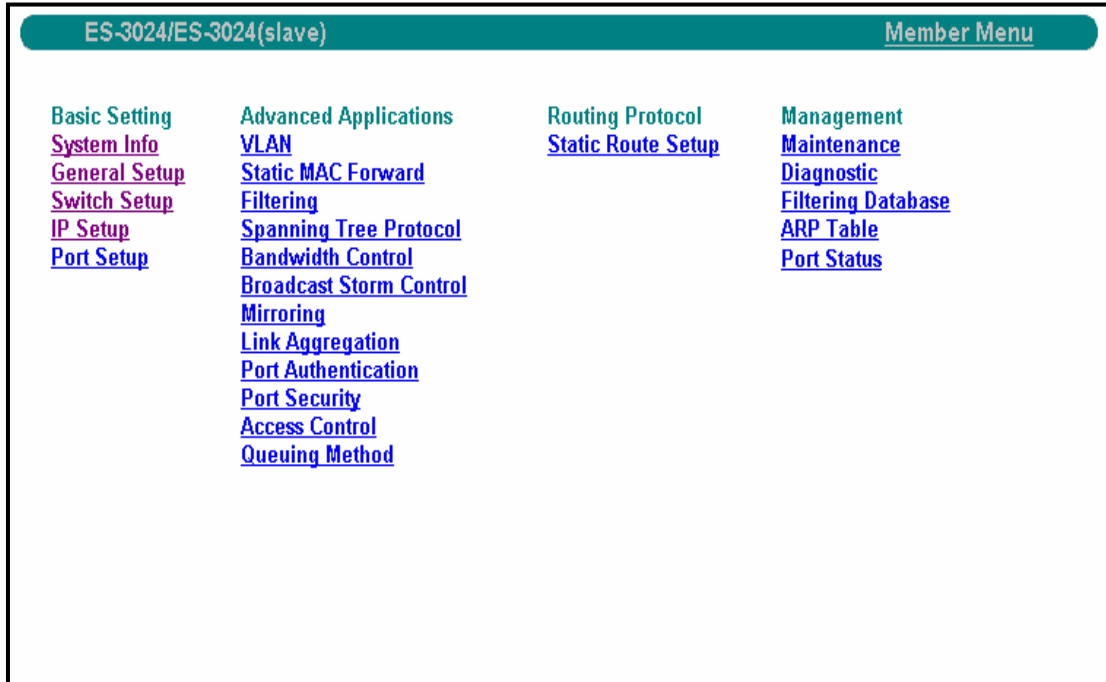 ES-3024/ES-3024(slave)
Member Menu
Basic Setting
System Info
General Setup
Switch Setup
IP Setup
Port Setup
Advanced Applications
VLAN
Static MAC Forward
Filtering
Spanning Tree Protocol
Bandwidth Control
Broadcast Storm Control
Mirroring
Link Aggregation
Port Authentication
Port Security
Access Control
Queuing Method
Routing Protocol
Static Route Setup
Management
Maintenance
Diagnostic
Filtering Database
ARP Table
Port Status